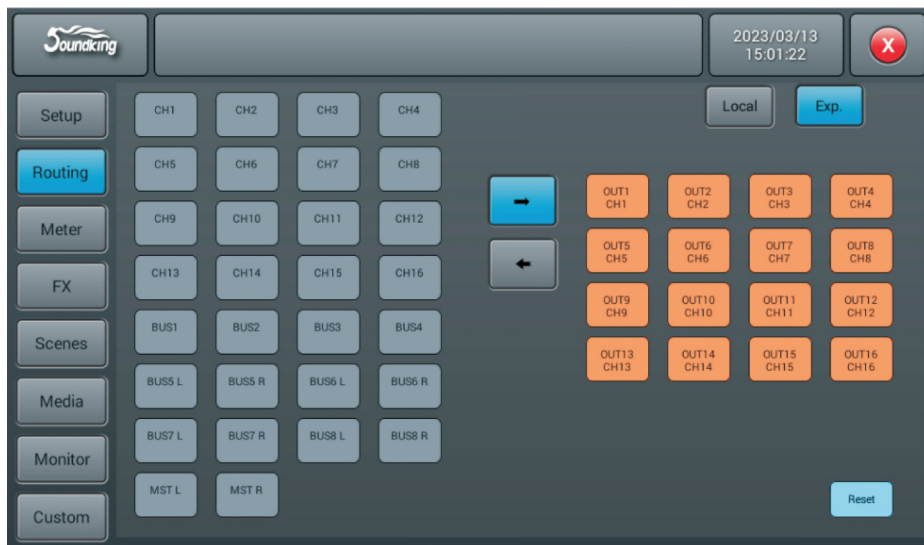 Soundking
2023/03/13
15:01:22
X
Local
Exp.
Setup
Routing
Meter
FX
Scenes
Media
Monitor
Custom
CH1 CH2 CH3 CH4
CH5 CH6 CH7 CH8
CH9 CH10 CH11 CH12
CH13 CH14 CH15 CH16
BUS1 BUS2 BUS3 BUS4
BUS5 L BUS5 R BUS6 L BUS6 R
BUS7 L BUS7 R BUS8 L BUS8 R
MST L MST R
OUT1 OUT2 OUT3 OUT4
CH1 CH2 CH3 CH4
OUT5 OUT6 OUT7 OUT8
CH5 CH6 CH7 CH8
OUT9 OUT10 OUT11 OUT12
CH9 CH10 CH11 CH12
OUT13 OUT14 OUT15 OUT16
CH13 CH14 CH15 CH16
Reset